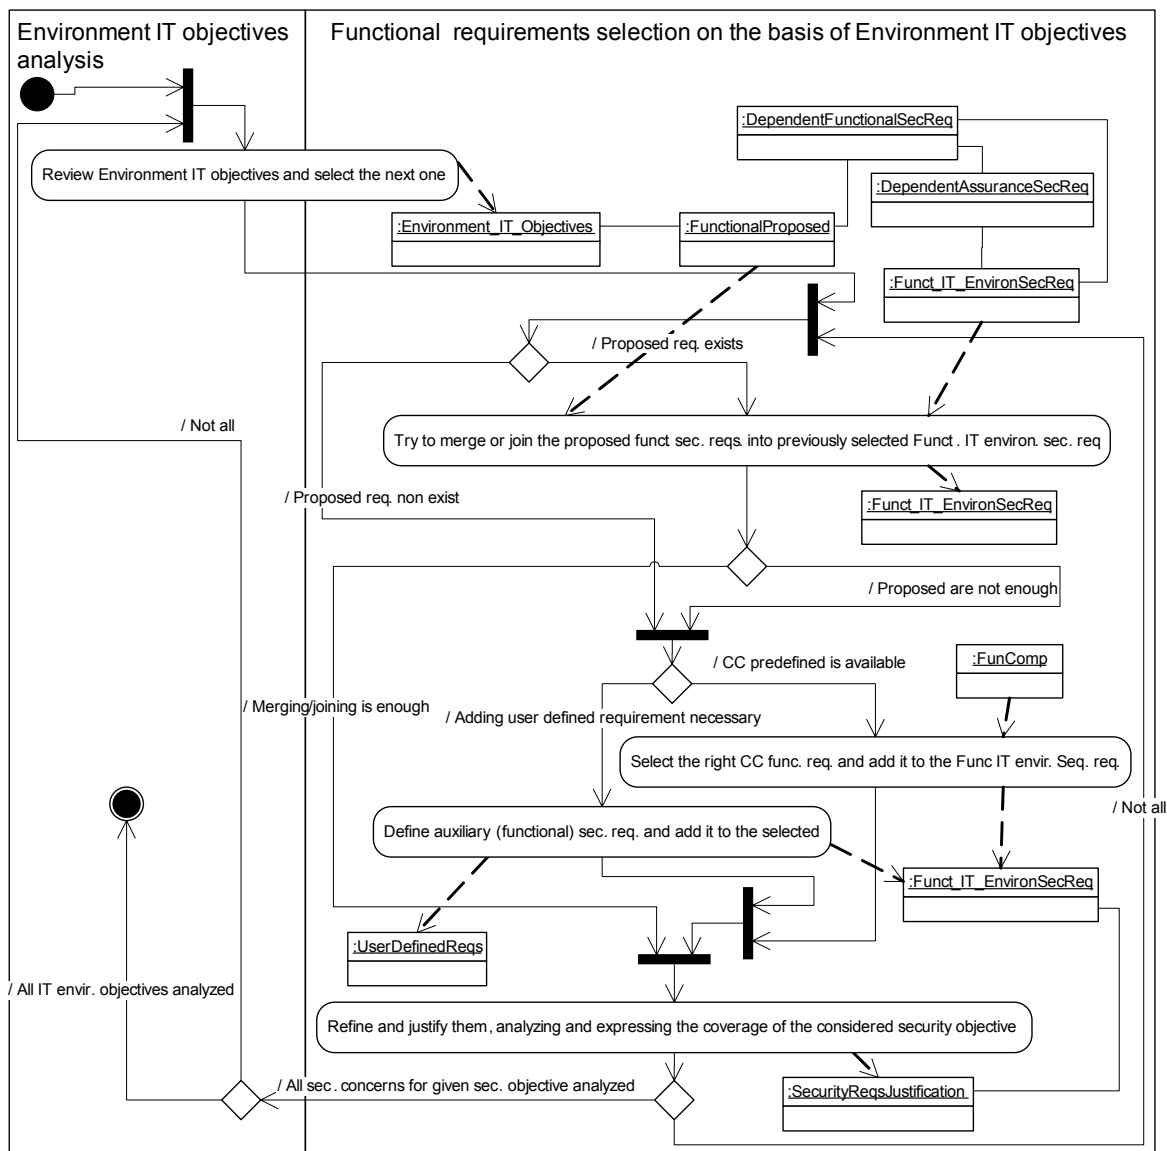 Environment IT objectives
analysis
Functional requirements selection on the basis of Environment IT objectives
:DependentFunctionalSecReq
Review Environment IT objectives and select the next one
:DependentAssuranceSecReq
:Environment_IT_Objectives
:FunctionalProposed
:Funct_IT_EnvironSecReq
/ Proposed req. exists
/ Not all
Try to merge or join the proposed funct sec. reqs. into previously selected Funct . IT environ. sec. req
/ Proposed req. non exist
:Funct_IT_EnvironSecReq
/ Proposed are not enough
/ CC predefined is available
:FunComp
/ Merging/joining is enough
/ Adding user defined requirement necessary
Select the right CC func. req. and add it to the Func IT envir. Seq. req.
/ Not all
Define auxiliary (functional) sec. req. and add it to the selected
:Funct_IT_EnvironSecReq
:UserDefinedReqs
/ All IT envir. objectives analyzed
Refine and justify them, analyzing and expressing the coverage of the considered security objective
/ All sec. concerns for given sec. objective analyzed
:SecurityReqsJustification